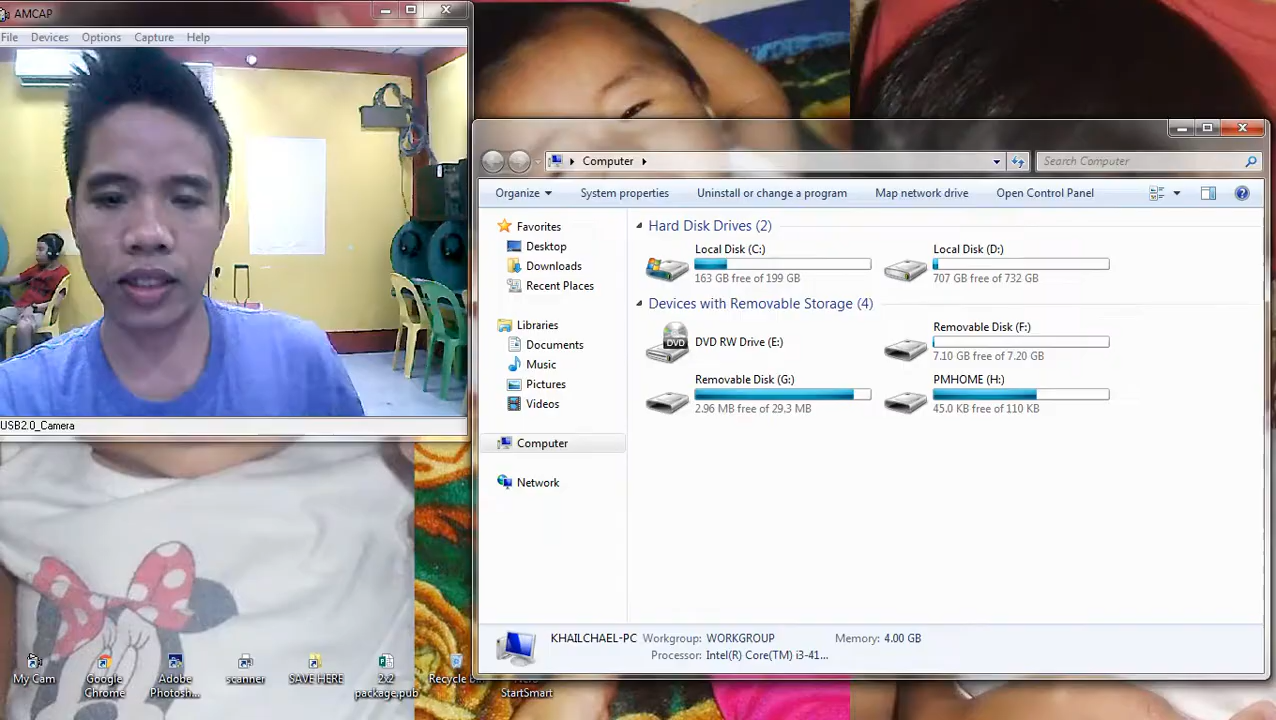 AMCAP
File Devices Options Capture Help
USB2.0_Camera
Computer
Search Computer
Organize System properties Uninstall or change a program Map network drive Open Control Panel
Favorites
Desktop
Downloads
Recent Places
Libraries
Documents
Music
Pictures
Videos
Computer
Network
Hard Disk Drives (2)
Local Disk (C:)
163 GB free of 199 GB
Local Disk (D:)
707 GB free of 732 GB
Devices with Removable Storage (4)
DVD
DVD RW Drive (E:)
Removable Disk (F:)
7.10 GB free of 7.20 GB
Removable Disk (G:)
2.96 MB free of 29.3 MB
PMHOME (H:)
45.0 KB free of 110 KB
KHAILCHAEL-PC Workgroup: WORKGROUP Memory: 4.00 GB
Processor: Intel(R) Core(TM) i3-41...
My Cam
Google
Chrome
Adobe
Photosh...
scanner
SAVE HERE
package.pub
Recycle
StartSmart